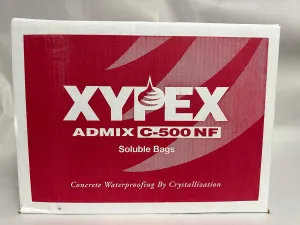 XYPEX
ADMIX C-500 NF
Soluble Bags
Concrete Waterproofing By Crystallization